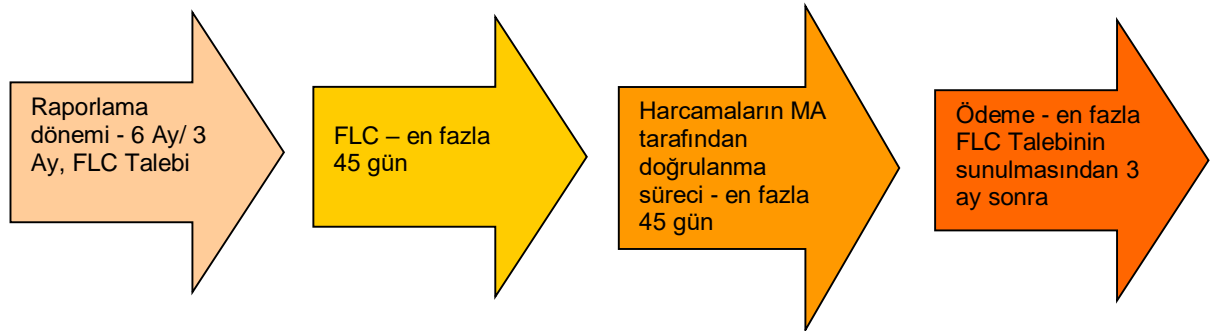 Raporlama
dönemi - 6 Ay/ 3
Ay, FLC Talebi
FLC – en fazla
45 gün
Harcamaların MA
tarafından
doğrulanma
süreci - en fazla
45 gün
Ödeme - en fazla
FLC Talebinin
sunulmasından 3
ay sonra